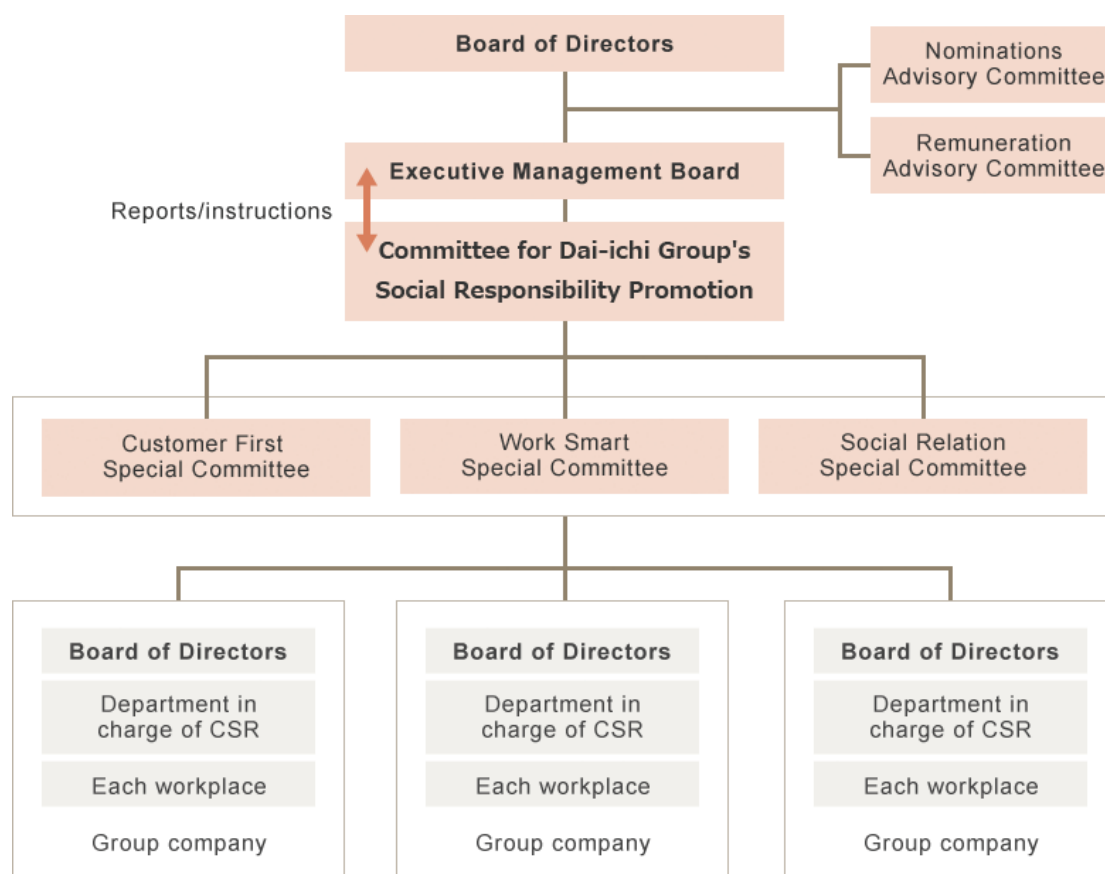 Board of Directors
Nominations
Advisory Committee
Remuneration
Advisory Committee
Executive Management Board
Reports/instructions
Committee for Dai-ichi Group's
Social Responsibility Promotion
Customer First
Special Committee
Work Smart
Special Committee
Social Relation
Special Committee
Board of Directors
Department in
charge of CSR
Each workplace
Group company
Board of Directors
Department in
charge of CSR
Each workplace
Group company
Board of Directors
Department in
charge of CSR
Each workplace
Group company